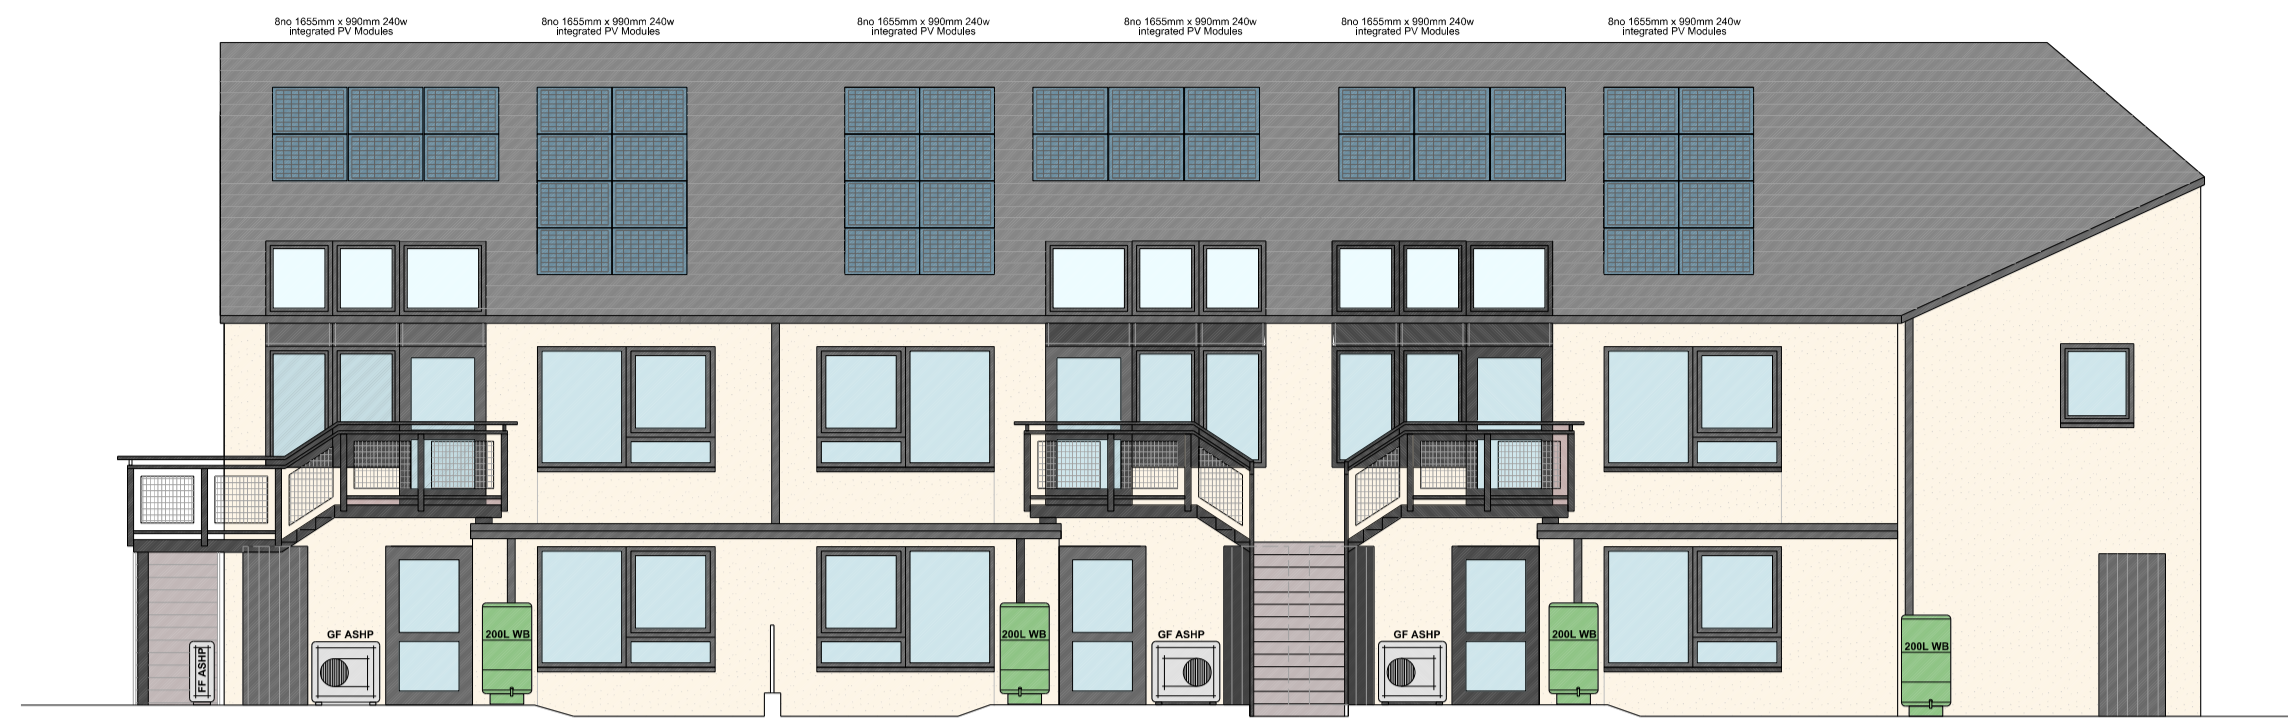 8no 1655mm x 990mm 240w
integrated PV Modules
8no 1655mm x 990mm 240w
integrated PV Modules
8no 1655mm x 990mm 240w
integrated PV Modules
8no 1655mm x 990mm 240w
integrated PV Modules
8no 1655mm x 990mm 240w
integrated PV Modules
8no 1655mm x 990mm 240w
integrated PV Modules
FF ASHP
GF ASHP
200L WB
200L WB
GF ASHP
GF ASHP
200L WB
200L WB